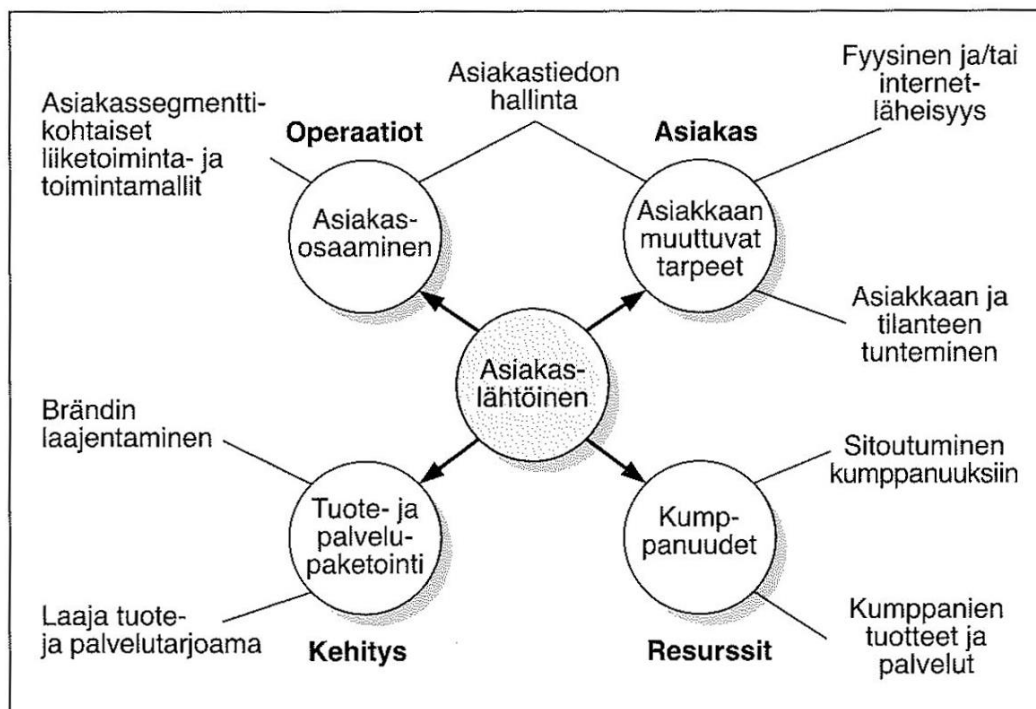 Asiakassegmentti-
kohtaiset
liiketoiminta- ja
toimintamallit
Operaatiot
Asiakastiedon
hallinta
Asiakas
Fyysinen ja/tai
internet-
läheisyys
Asiakas-
osaaminen
Asiakkaan
muuttuvat
tarpeet
Asiakkaan ja
tilanteen
tunteminen
Asiakas-
lähtöinen
Brändin
laajentaminen
Tuote- ja
palvelu-
paketointi
Laaja tuote-
ja palvelutarjoama
Kehitys
Sitoutuminen
kumppanuuksiin
Kump-
panuudet
Kumppanien
tuotteet ja
palvelut
Resurssit